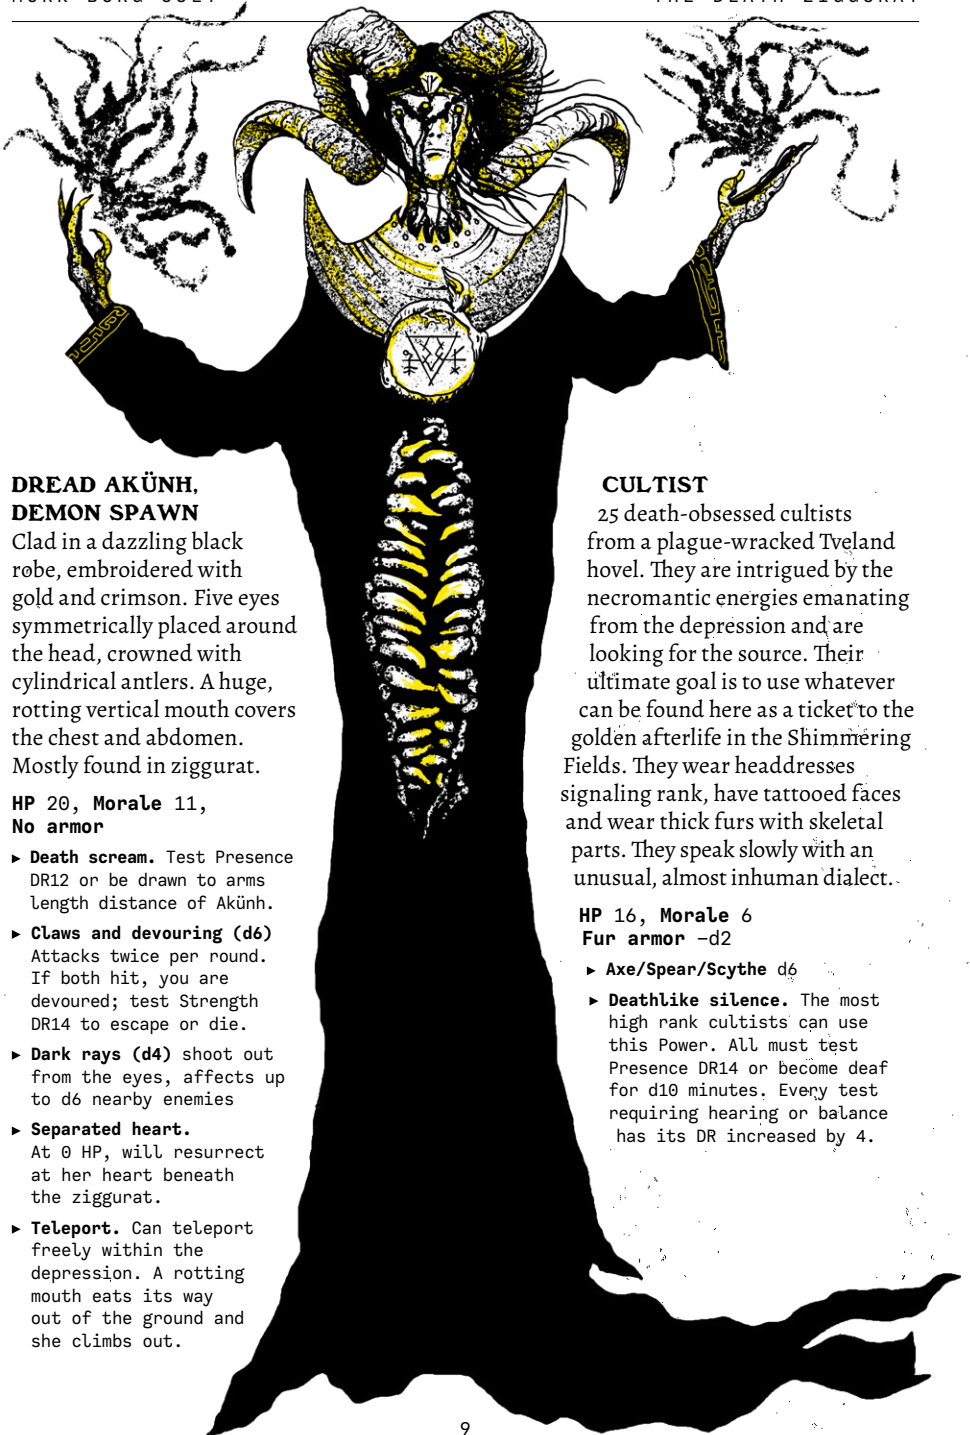 MÖRK BORG CULT
THE DEATH ZIGGURAT
DREAD AKÜNH,
DEMON SPAWN
Clad in a dazzling black
robe, embroidered with
gold and crimson. Five eyes
symmetrically placed around
the head, crowned with
cylindrical antlers. A huge,
rotting vertical mouth covers
the chest and abdomen.
Mostly found in ziggurat.
HP 20, Morale 11,
No armor
▶ Death scream. Test Presence
DR12 or be drawn to arms
length distance of Akünh.
▶ Claws and devouring (d6)
Attacks twice per round.
If both hit, you are
devoured; test Strength
DR14 to escape or die.
▶ Dark rays (d4) shoot out
from the eyes, affects up
to d6 nearby enemies
▶ Separated heart.
At 0 HP, will resurrect
at her heart beneath
the ziggurat.
▶ Teleport. Can teleport
freely within the
depression. A rotting
mouth eats its way
out of the ground and
she climbs out.
CULTIST
25 death-obsessed cultists
from a plague-wracked Tveland
hovel. They are intrigued by the
necromantic energies emanating
from the depression and are
looking for the source. Their
ultimate goal is to use whatever
can be found here as a ticket to the
golden afterlife in the Shimmering
Fields. They wear headdresses
signaling rank, have tattooed faces
and wear thick furs with skeletal
parts. They speak slowly with an
unusual, almost inhuman dialect.
HP 16, Morale 6
Fur armor –d2
▶ Axe/Spear/Scythe d6
▶ Deathlike silence. The most
high rank cultists can use
this Power. All must test
Presence DR14 or become deaf
for d10 minutes. Every test
requiring hearing or balance
has its DR increased by 4.
9